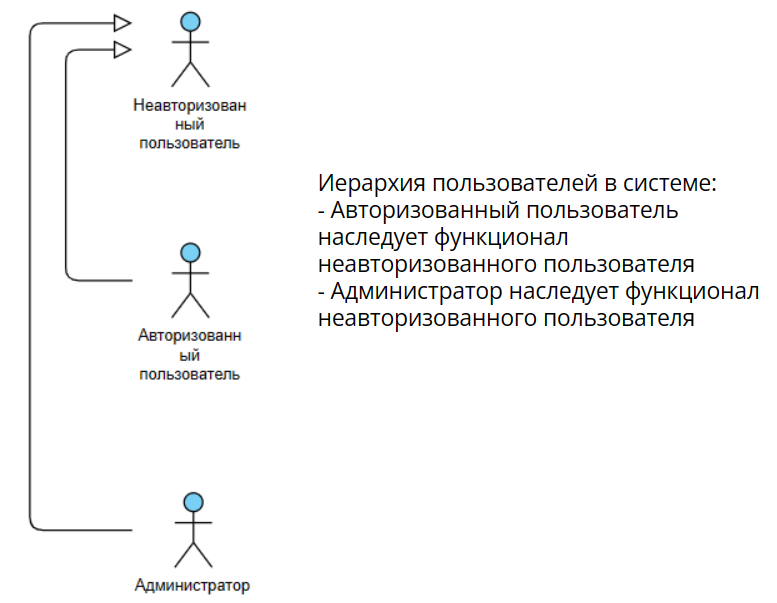 Неавторизован
ный
пользователь
Иерархия пользователей в системе:
- Авторизованный пользователь
наследует функционал
неавторизованного пользователя
- Администратор наследует функционал
неавторизованного пользователя
Авторизованн
ый
пользователь
Администратор